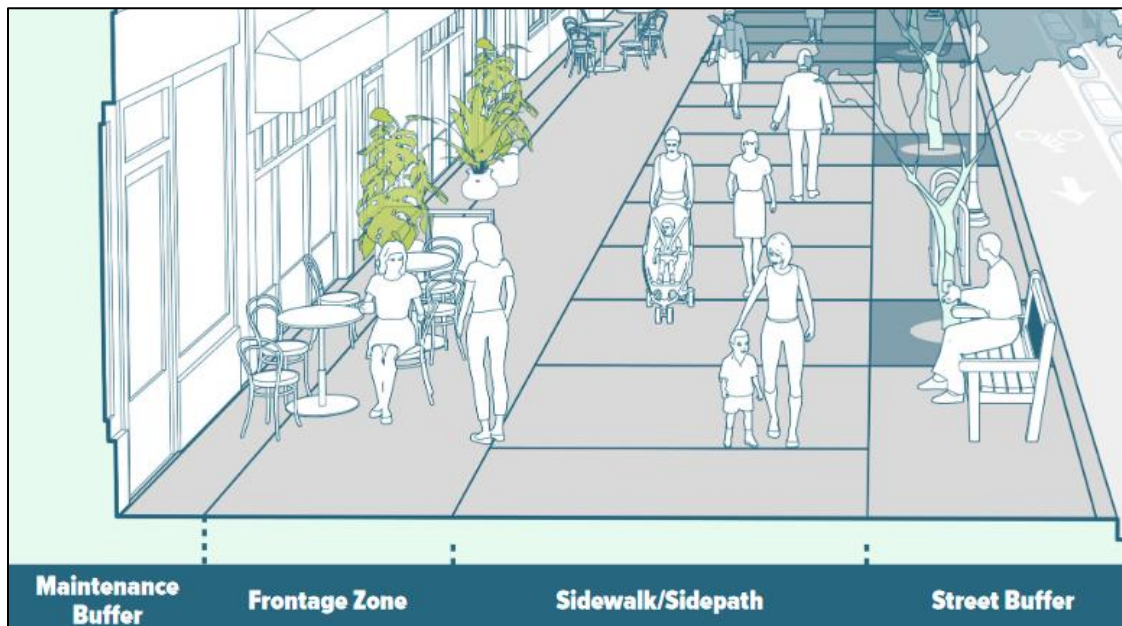 Maintenance
Buffer
Frontage Zone
Sidewalk/Sidepath
Street Buffer